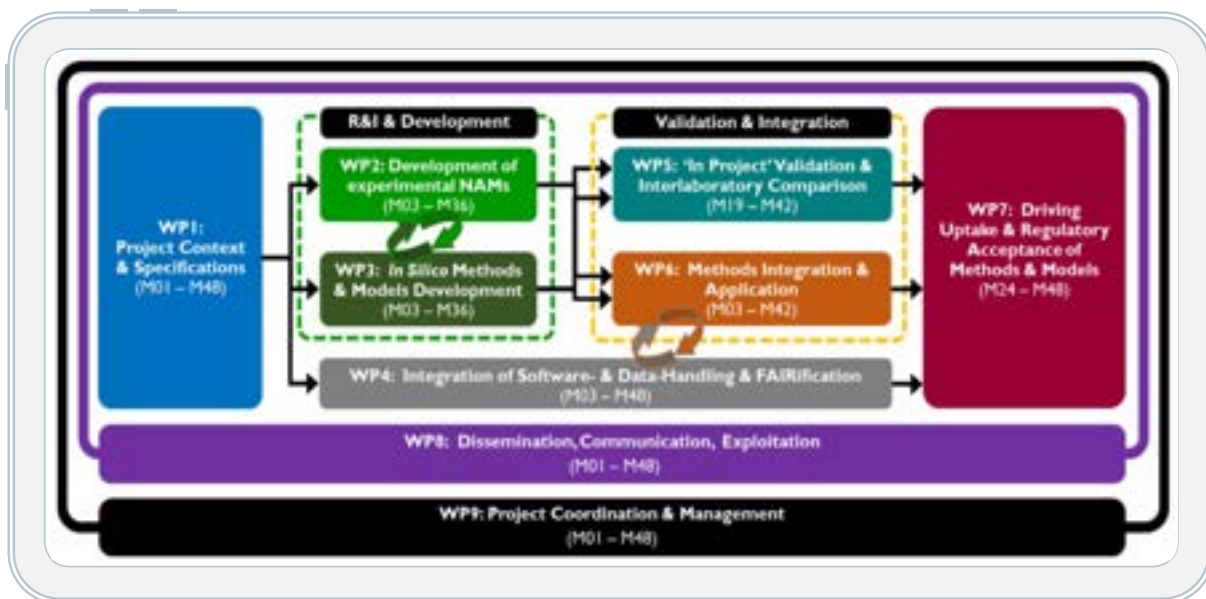 WP1:
Project Context
& Specifications
(M01 – M48)
R&I & Development
WP2: Development of
experimental NAMs
(M03 – M36)
WP3: In Silico Methods
& Models Development
(M03 – M36)
Validation & Integration
WP5: 'In Project' Validation &
Interlaboratory Comparison
(M19 – M42)
WP6: Methods Integration &
Application
(M03 – M42)
WP4: Integration of Software- & Data-Handling & FAIRification
(M03 – M48)
WP7: Driving
Uptake & Regulatory
Acceptance of
Methods & Models
(M24 – M48)
WP8: Dissemination, Communication, Exploitation
(M01 – M48)
WP9: Project Coordination & Management
(M01 – M48)